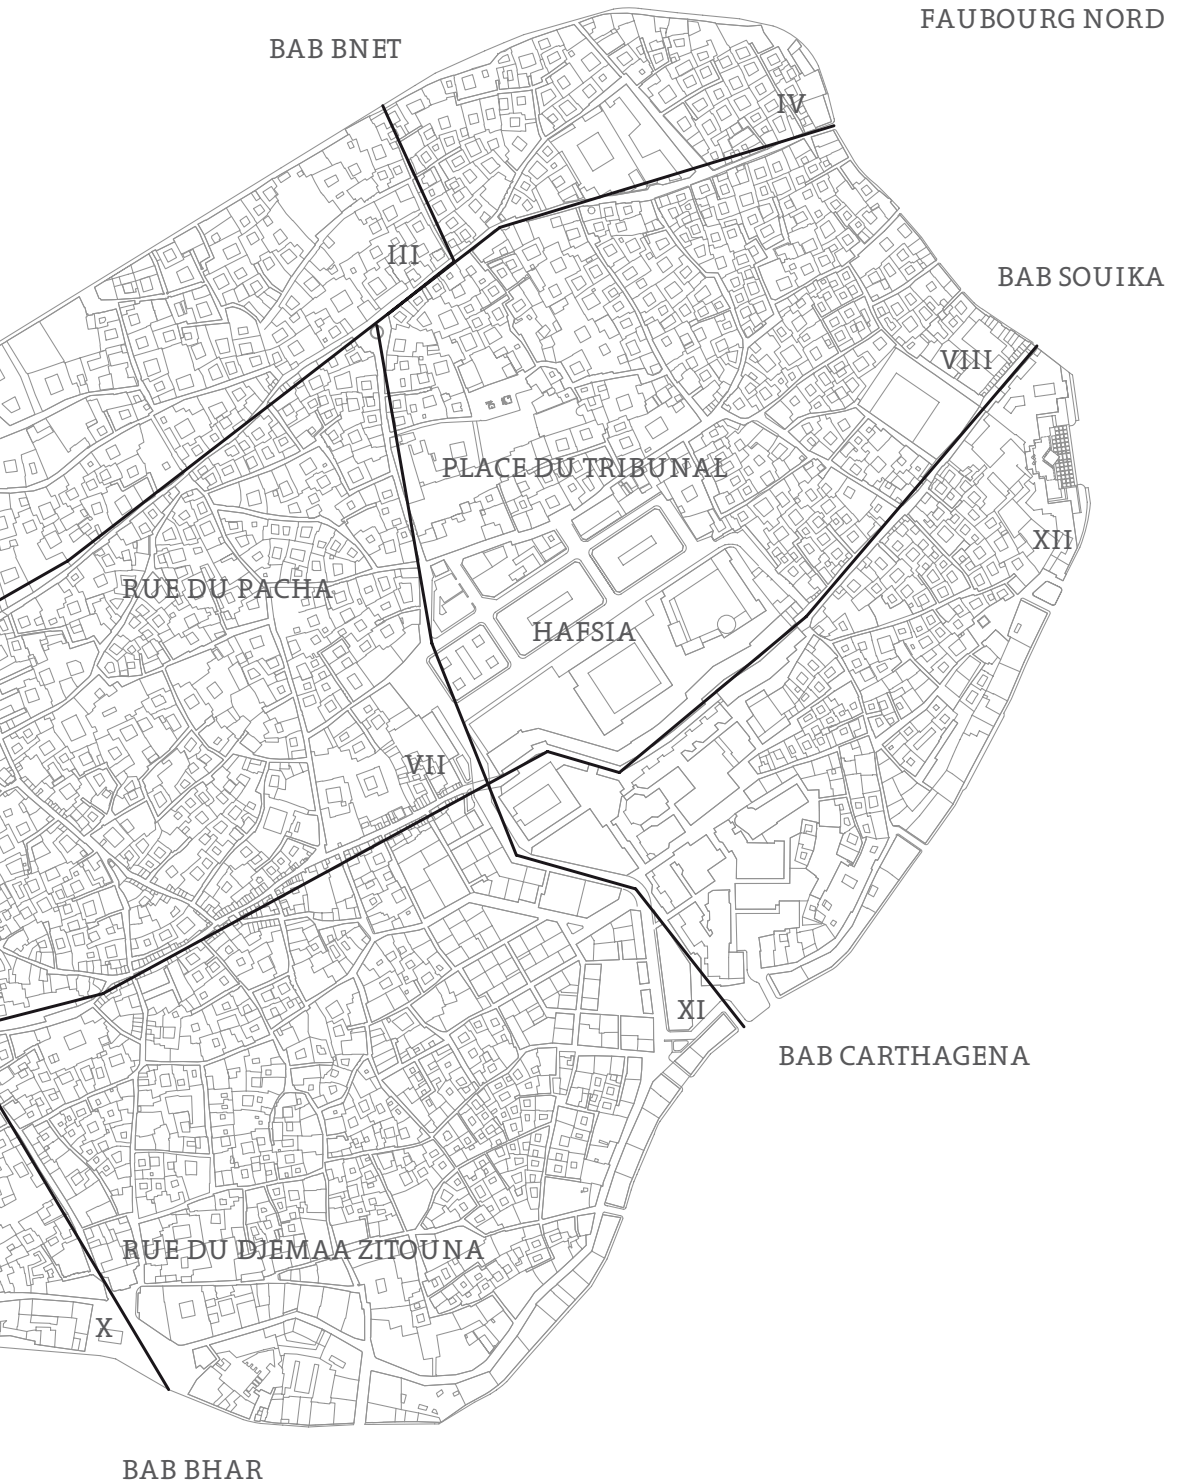 FAUBOURG NORD
BAB BNET
IV
III
BAB SOUIKA
VIII
PLACE DU TRIBUNAL
XII
RUE DU PACHA
HAFSIA
VII
XI
BAB CARTHAGENA
RUE DU DJEMAA ZITOUNA
X
BAB BHAR